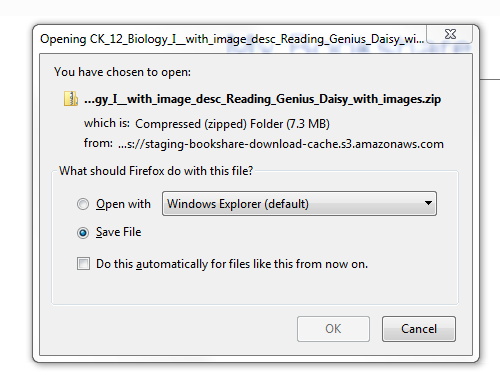 My Bookshare
Opening CK_12_Biology_I__with_image_desc_Reading_Genius_Daisy_wi...
You have chosen to open:
...gy_I__with_image_desc_Reading_Genius_Daisy_with_images.zip
which is: Compressed (zipped) Folder (7.3 MB)
from: ...s://staging-bookshare-download-cache.s3.amazonaws.com
What should Firefox do with this file?
Open with Windows Explorer (default)
Save File
Do this automatically for files like this from now on.
OK Cancel